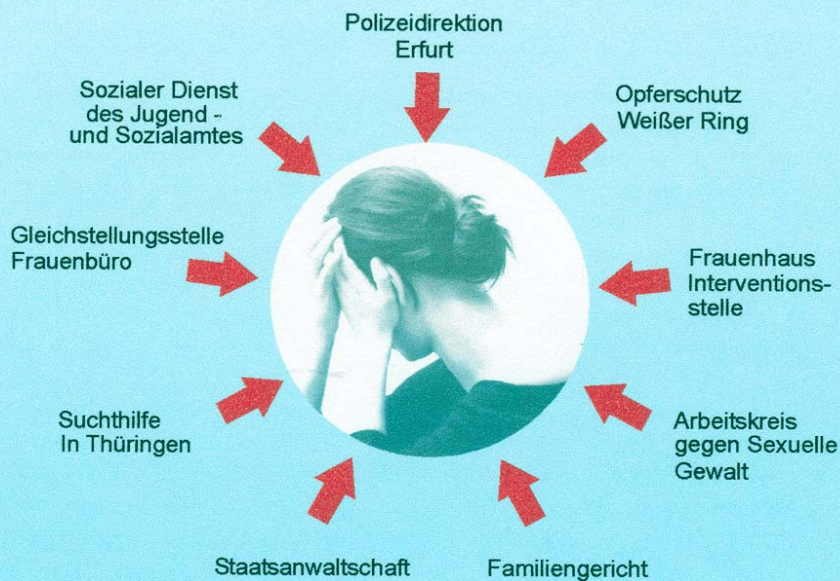 Polizeidirektion
Erfurt
Opferschutz
Weißer Ring
Frauenhaus
Interventions-
stelle
Arbeitskreis
gegen Sexuelle
Gewalt
Familiengericht
Staatsanwaltschaft
Suchthilfe
In Thüringen
Gleichstellungsstelle
Frauenbüro
Sozialer Dienst
des Jugend -
und Sozialamtes